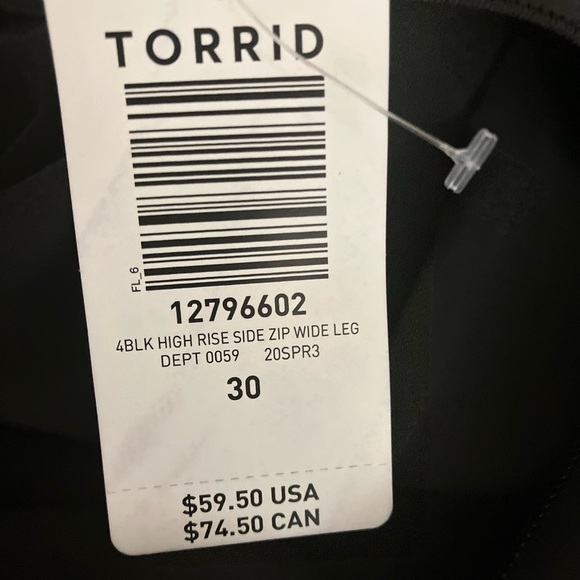 TORRID
FL_6
12796602
4BLK HIGH RISE SIDE ZIP WIDE LEG
DEPT 0059 20SPR3
30
$59.50 USA
$74.50 CAN